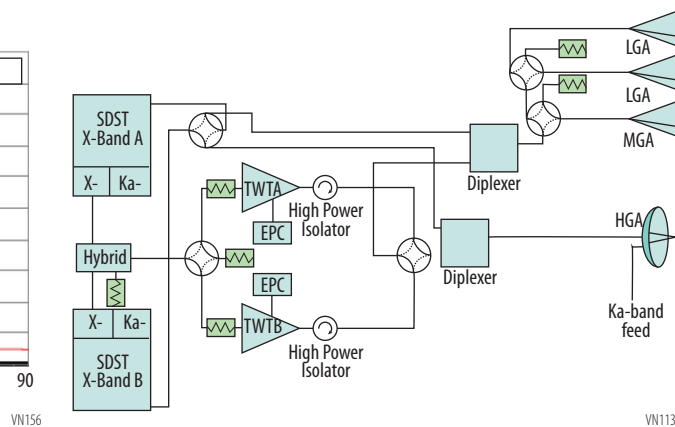 LGA
LGA
MGA
SDST
X-Band A
X-
Ka-
Diplexer
TWTA
High Power
Isolator
EPC
HGA
Hybrid
Diplexer
EPC
Ka-band
feed
X-
Ka-
TWTB
High Power
Isolator
SDST
X-Band B
90
VN156
VN113